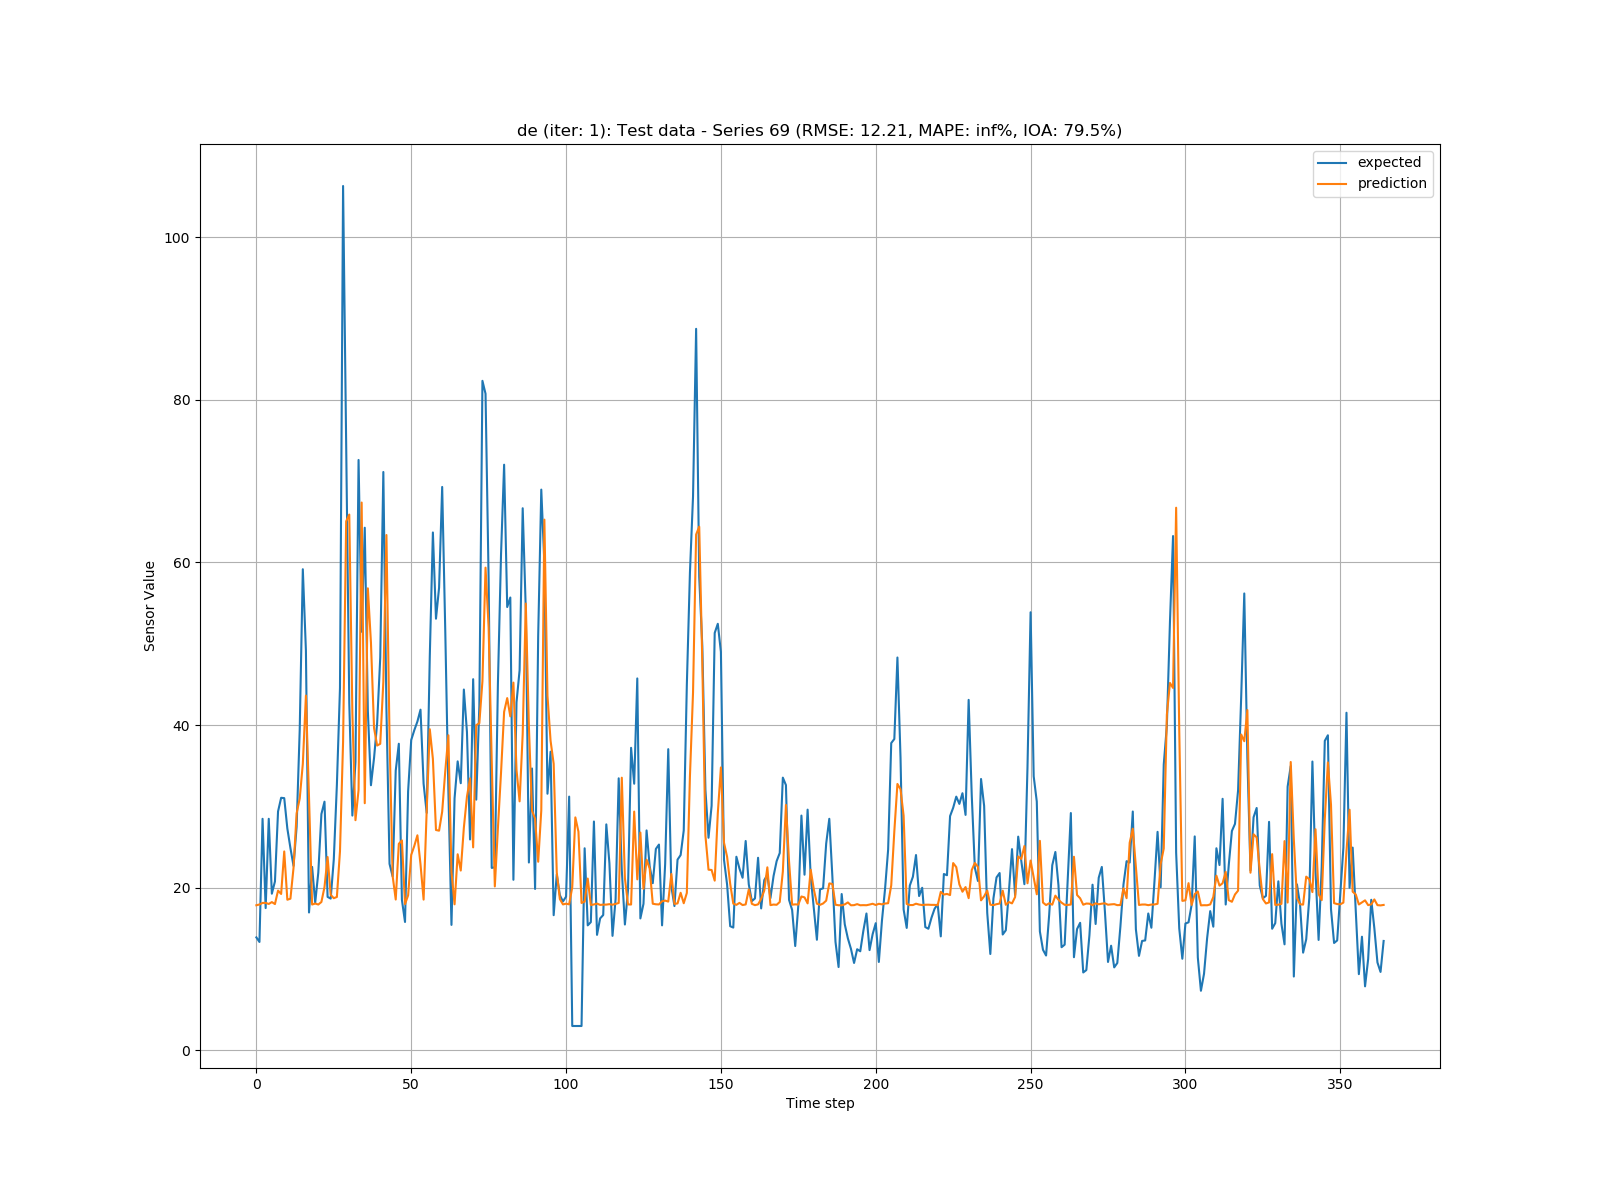 de (iter: 1): Test data - Series 69 (RMSE: 12.21, MAPE: inf%, IOA: 79.5%)
expected
prediction
100
80
60
40
20
0
Sensor Value
0 50 100 150 200 250 300 350
Time step